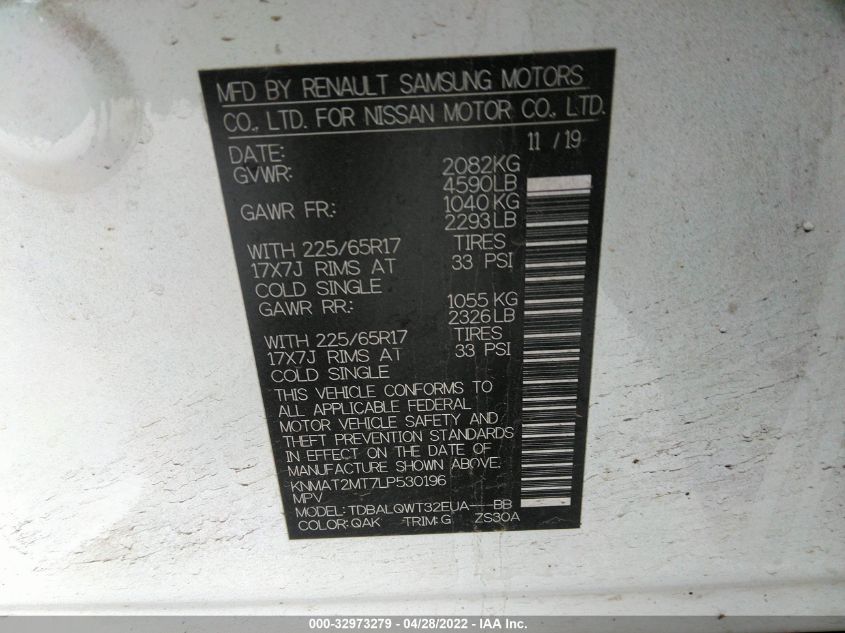 MFD BY RENAULT SAMSUNG MOTORS
CO., LTD. FOR NISSAN MOTOR CO., LTD.
DATE: 11 / 19
GVWR: 2082KG
4590LB
GAWR FR.: 1040 KG
2293 LB
WITH 225/65R17 TIRES
17X7J RIMS AT 33 PSI
COLD SINGLE
GAWR RR.: 1055 KG
2326 LB
WITH 225/65R17 TIRES
17X7J RIMS AT 33 PSI
COLD SINGLE
THIS VEHICLE CONFORMS TO
ALL APPLICABLE FEDERAL
MOTOR VEHICLE SAFETY AND
THEFT PREVENTION STANDARDS
IN EFFECT ON THE DATE OF
MANUFACTURE SHOWN ABOVE.
KNMAT2MT7LP530196
MPV
MODEL: TDBALQWT32EUA---BB
COLOR: QAK TRIM: G ZS30A
000-32973279 - 04/28/2022 - IAA Inc.